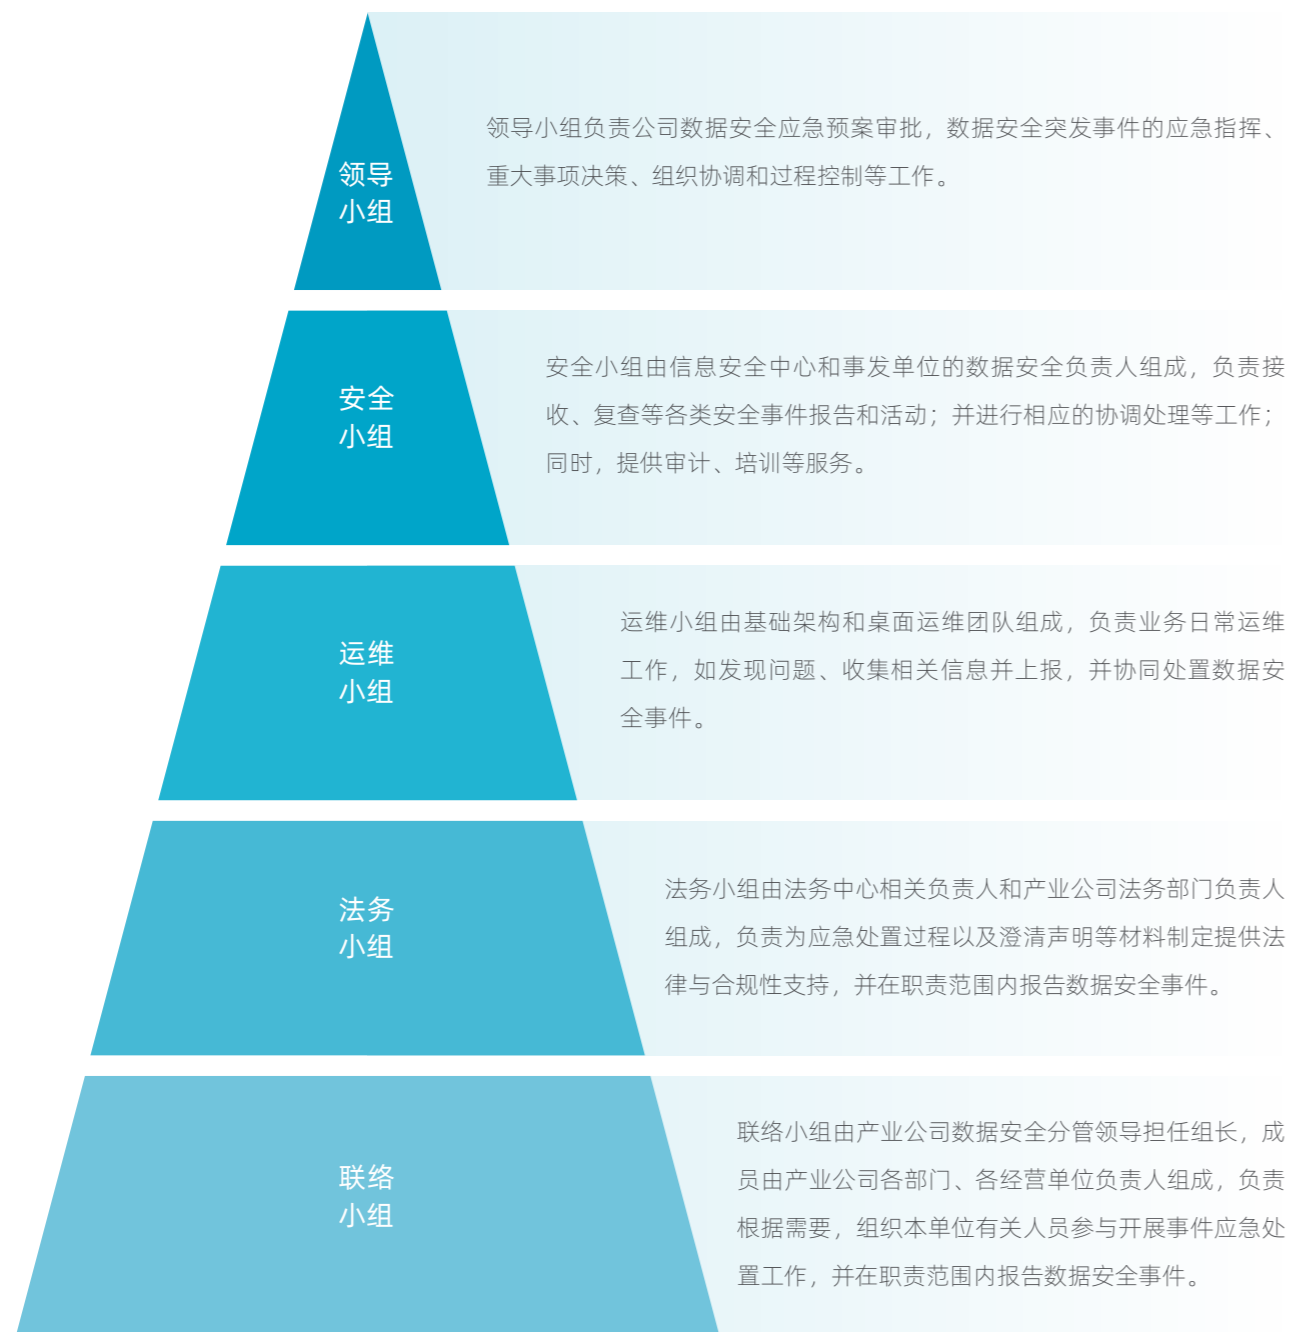 领导
小组
领导小组负责公司数据安全应急预案审批，数据安全突发事件的应急指挥、
重大事项决策、组织协调和过程控制等工作。
安全
小组
安全小组由信息安全中心和事发单位的数据安全负责人组成，负责接
收、复查等各类安全事件报告和活动；并进行相应的协调处理等工作；
同时，提供审计、培训等服务。
运维
小组
运维小组由基础架构和桌面运维团队组成，负责业务日常运维
工作，如发现问题、收集相关信息并上报，并协同处置数据安
全事件。
法务
小组
法务小组由法务中心相关负责人和产业公司法务部门负责人
组成，负责为应急处置过程以及澄清声明等材料制定提供法
律与合规性支持，并在职责范围内报告数据安全事件。
联络
小组
联络小组由产业公司数据安全分管领导担任组长，成
员由产业公司各部门、各经营单位负责人组成，负责
根据需要，组织本单位有关人员参与开展事件应急处
置工作，并在职责范围内报告数据安全事件。